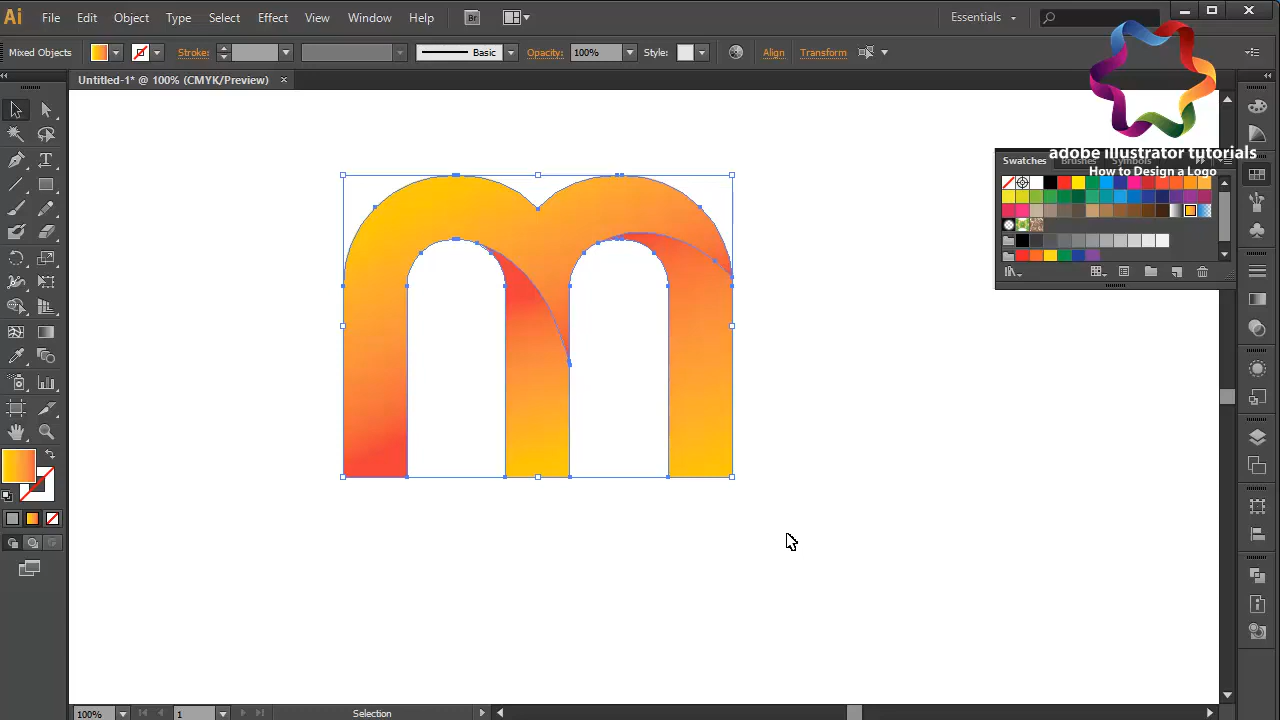 Ai File Edit Object Type Select Effect View Window Help Br Essentials
Mixed Objects Stroke: Basic Opacity: 100% Style: Align Transform
Untitled-1* @ 100% (CMYK/Preview)
adobe illustrator tutorials
Swatches Brushes Symbols
How to Design a Logo
m
100% 1 Selection